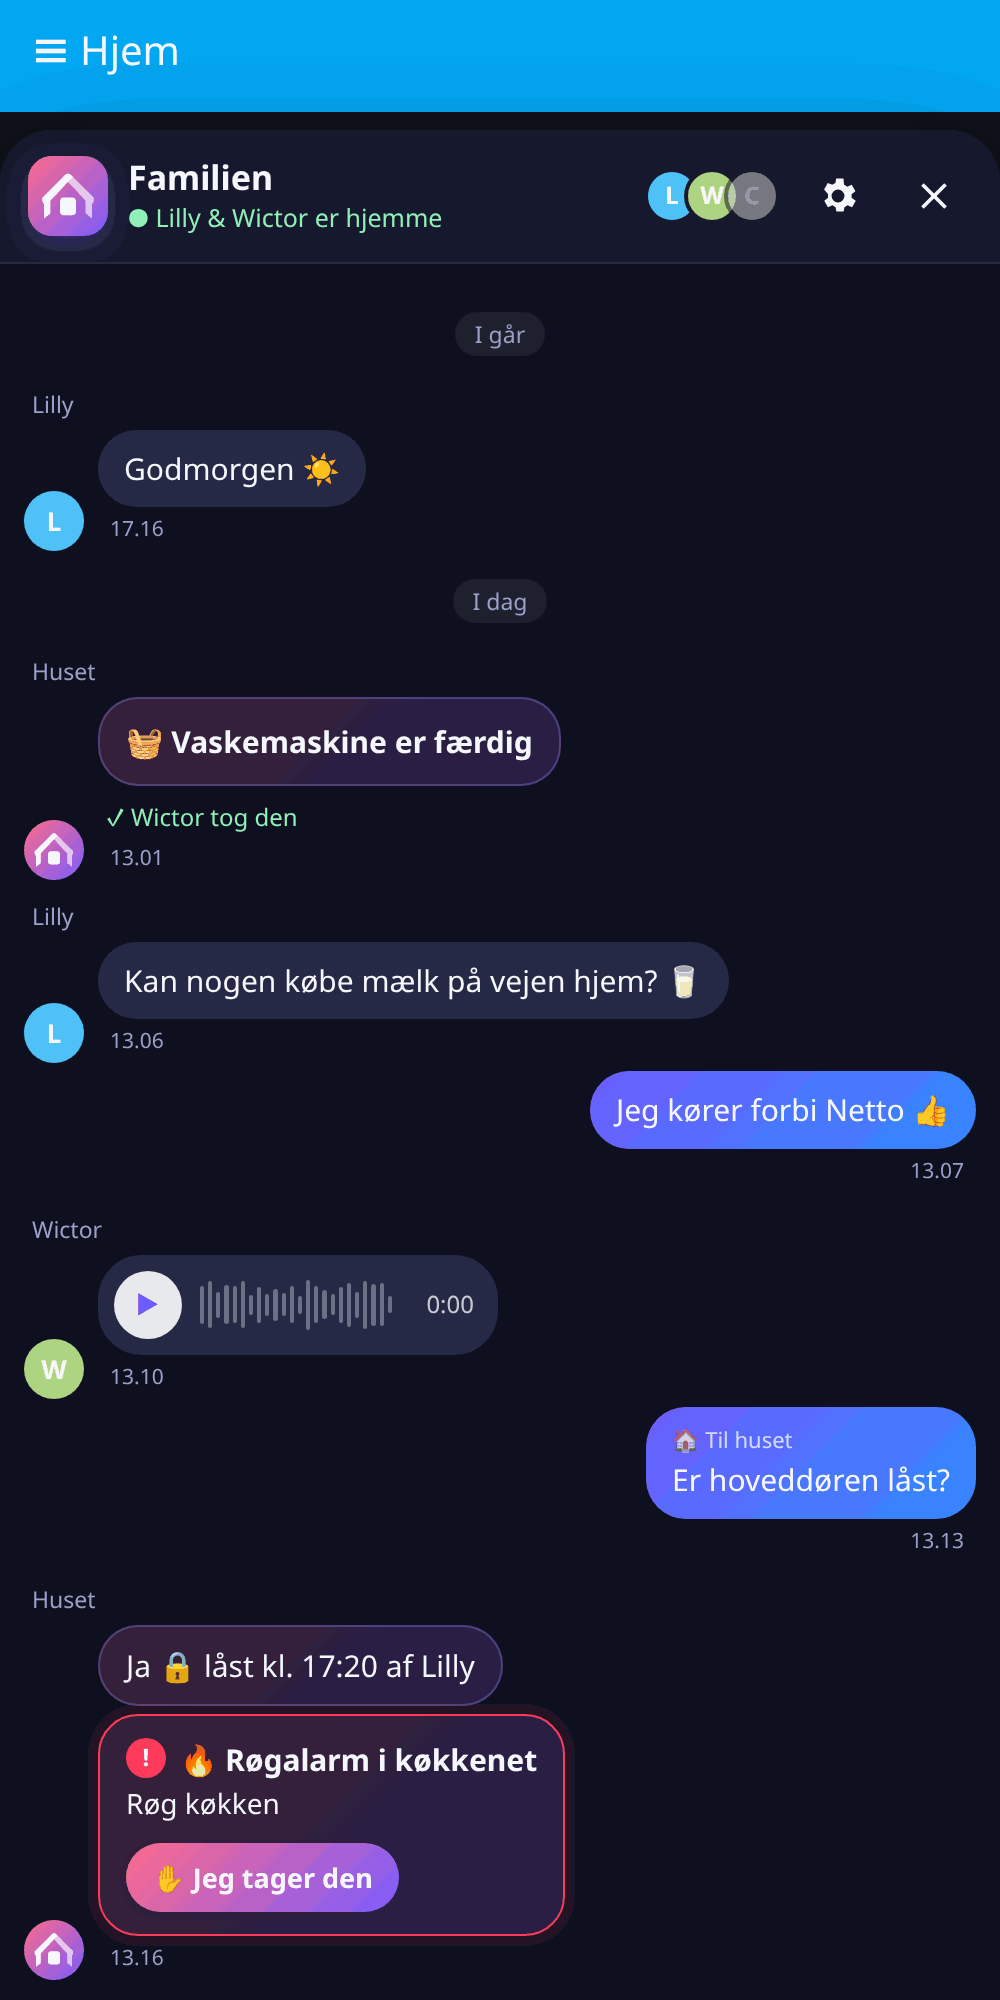 Hjem
Familien
Lilly & Wictor er hjemme
L W C
I går
Lilly
Godmorgen ☀️
L
17.16
I dag
Huset
🧺 Vaskemaskine er færdig
✓ Wictor tog den
13.01
Lilly
Kan nogen købe mælk på vejen hjem? 🥛
L
13.06
Jeg kører forbi Netto 👍
13.07
Wictor
0:00
W
13.10
🏠 Til huset
Er hoveddøren låst?
13.13
Huset
Ja 🔒 låst kl. 17:20 af Lilly
! 🔥 Røgalarm i køkkenet
Røg køkken
✋ Jeg tager den
13.16